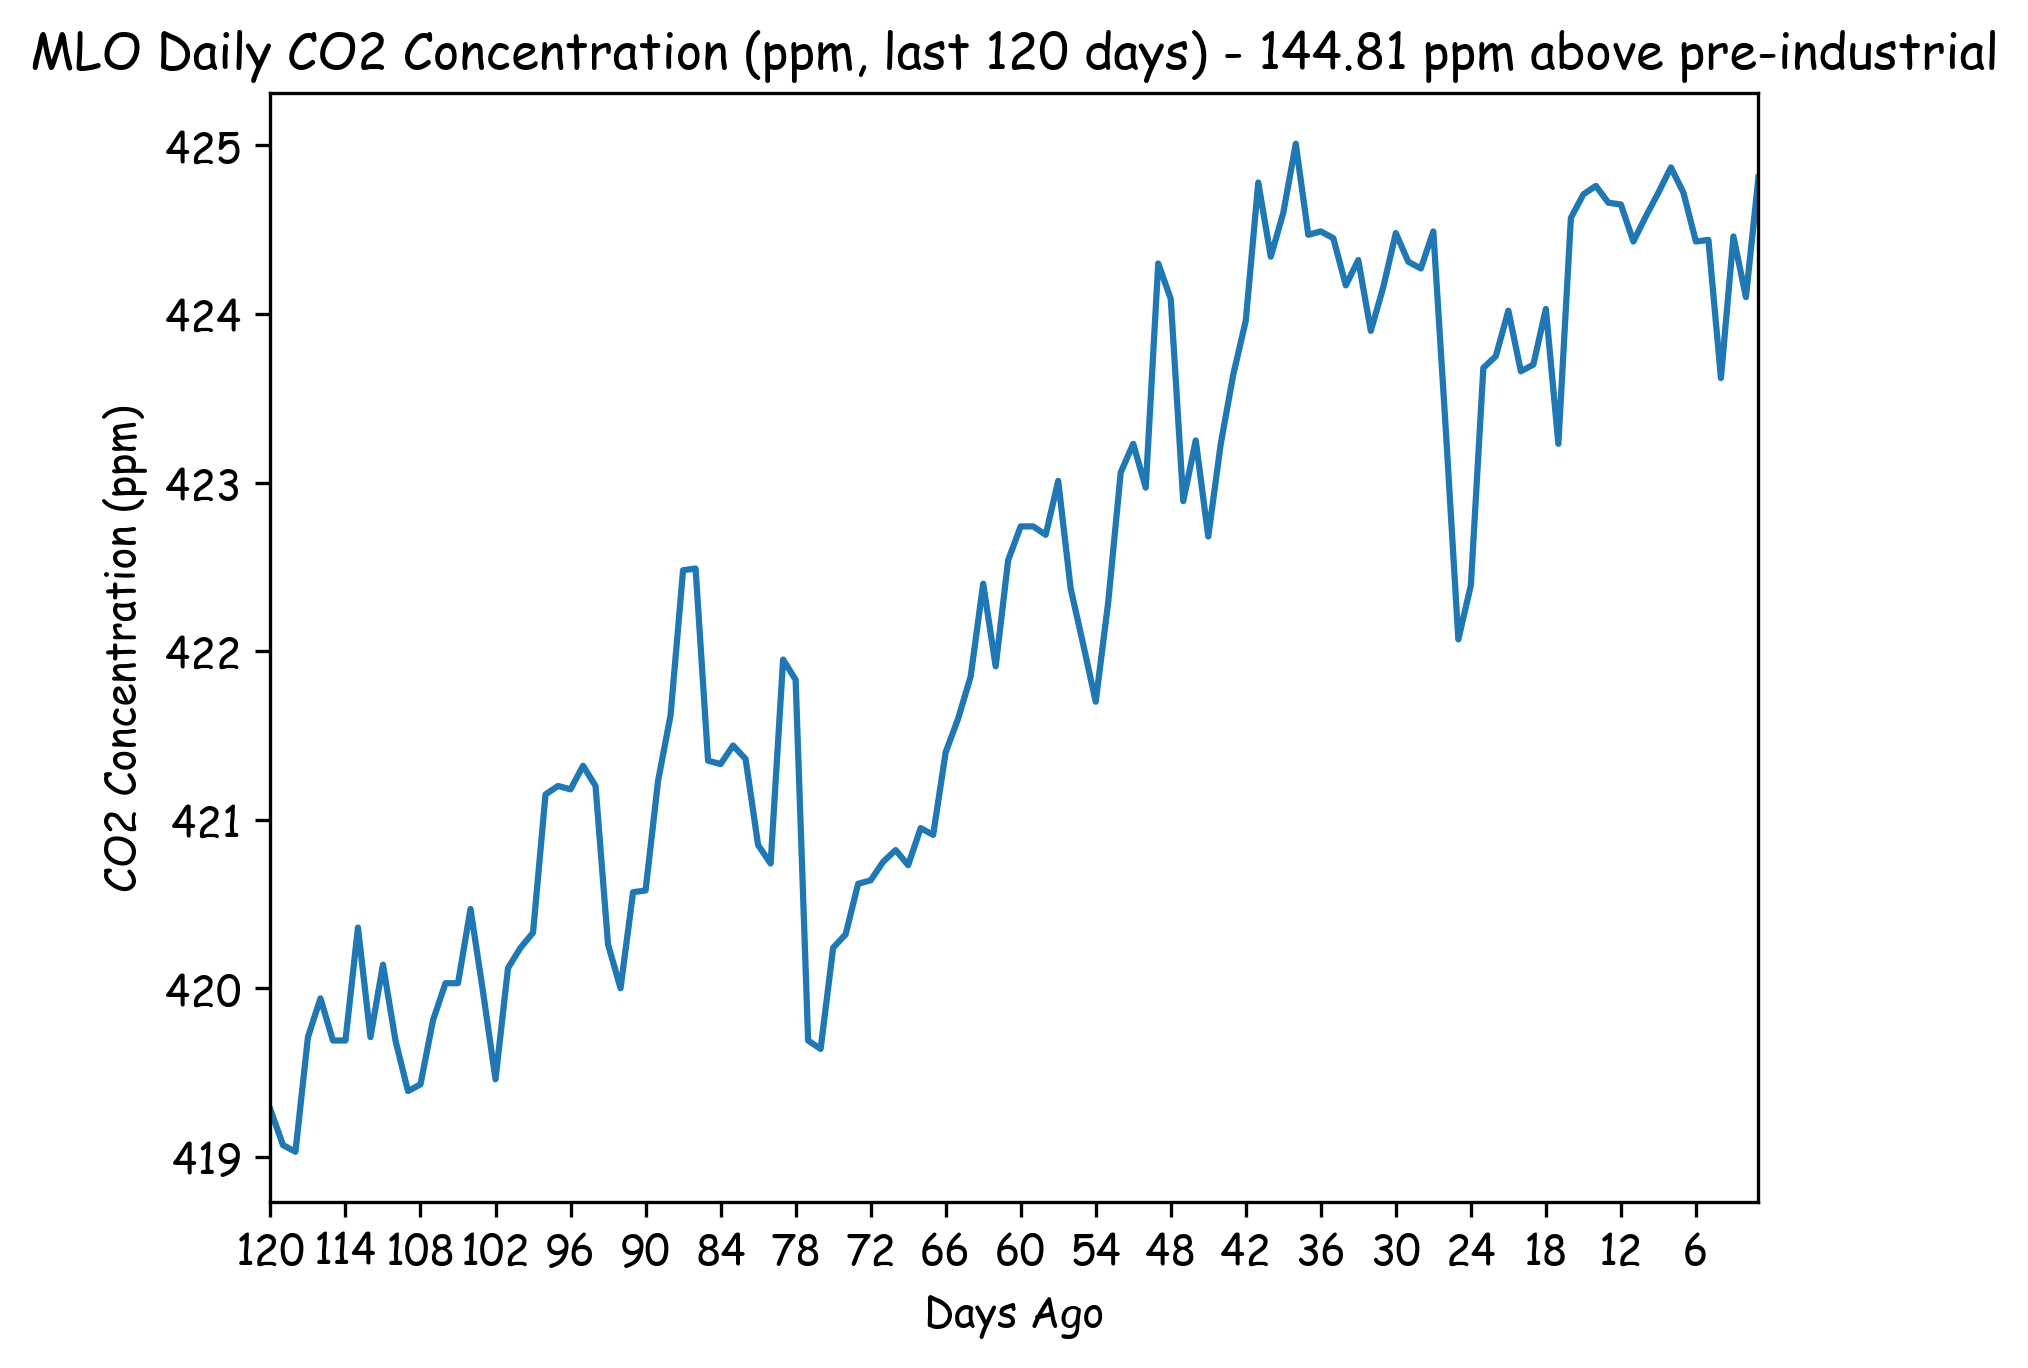 MLO Daily CO2 Concentration (ppm, last 120 days) - 144.81 ppm above pre-industrial
425
424
423
422
421
420
419
CO2 Concentration (ppm)
120 114 108 102 96 90 84 78 72 66 60 54 48 42 36 30 24 18 12 6
Days Ago